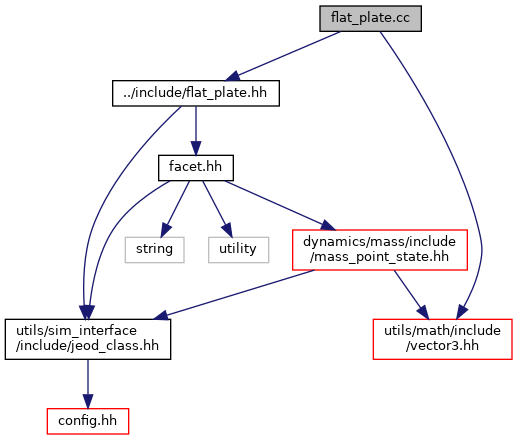 flat_plate.cc
../include/flat_plate.hh
facet.hh
string
utility
dynamics/mass/include
/mass_point_state.hh
utils/sim_interface
/include/jeod_class.hh
utils/math/include
/vector3.hh
config.hh